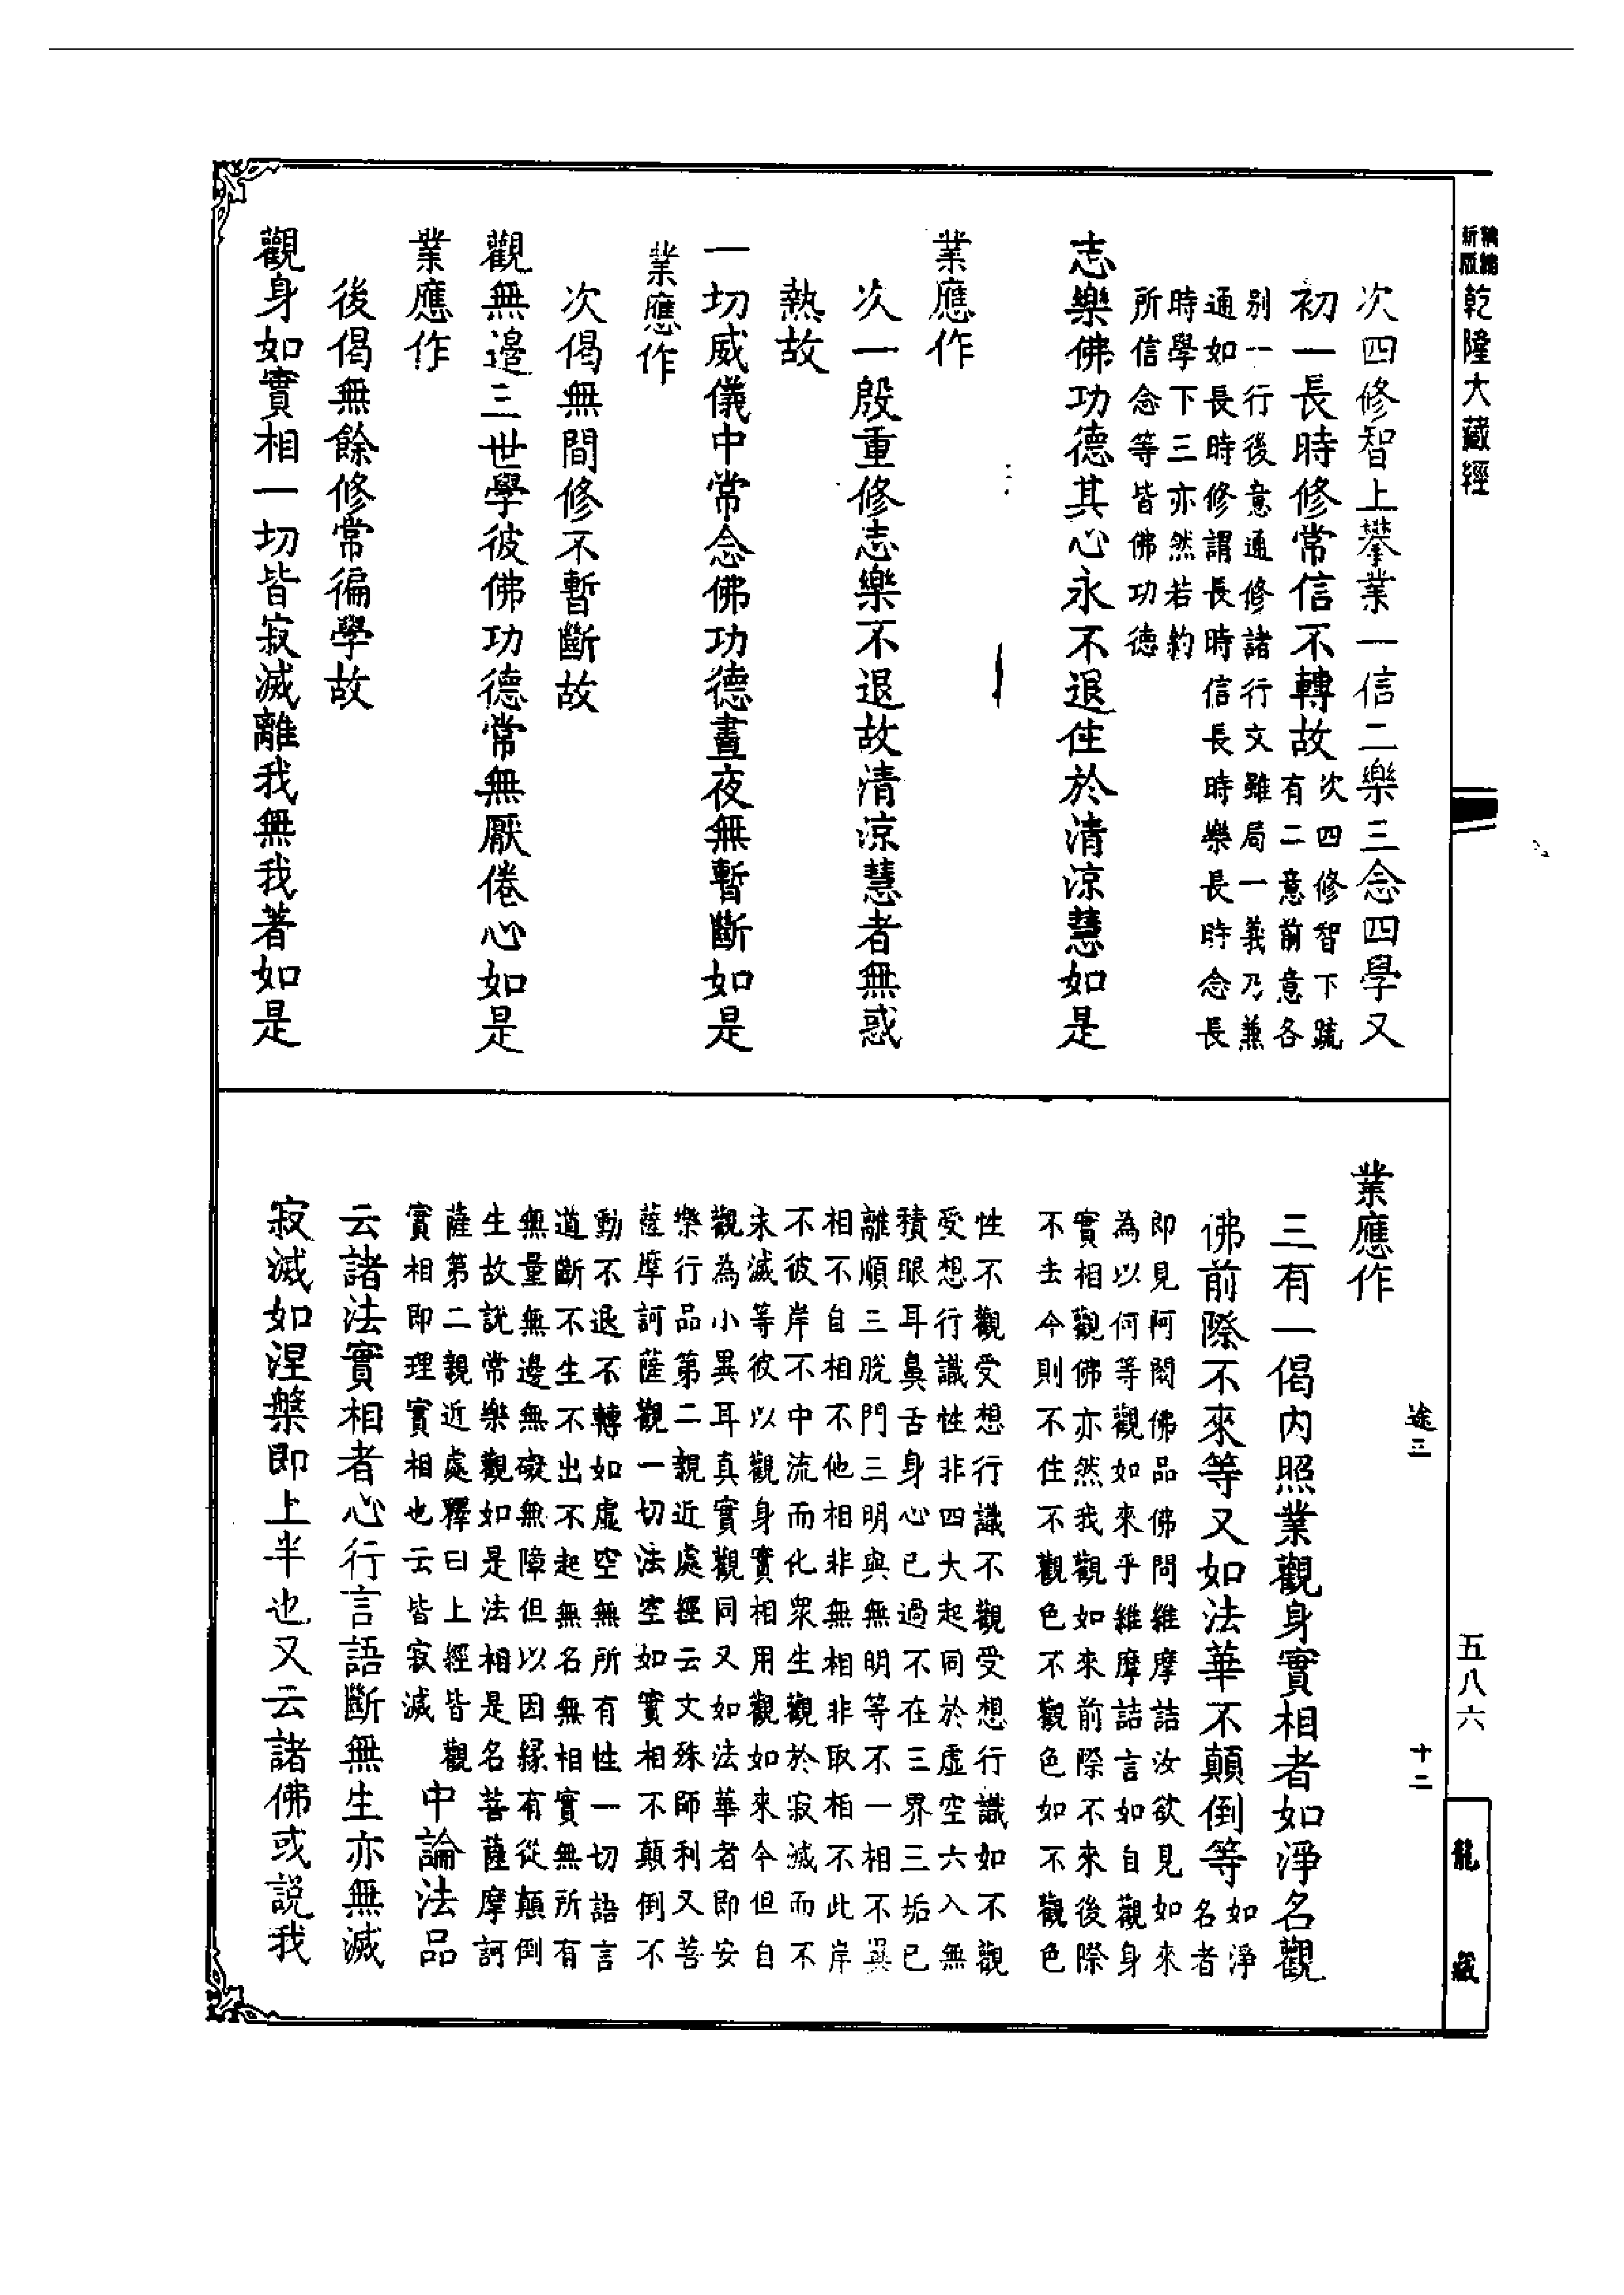 新版精縮
乾隆大藏經
次四修智上攀業一信二樂三念四學又
初一長時修常信不轉故
次四修智下䟽
有二意前意各
别一行後意通修諸行文雖局一義乃兼
通如長時修謂長時信長時樂長時念長
時學下三亦然若約
所信念等皆佛功德
志樂佛功德其心永不退住於清涼慧如是
業應作
次一殷重修志樂不退故清涼慧者無惑
熱故
一切威儀中常念佛功德晝夜無暫斷如是
業應作
次偈無間修不暫斷故
觀無邊三世學彼佛功德常無厭倦心如是
業應作
後偈無餘修常徧學故
觀身如實相一切皆寂滅離我無我著如是
途三
十二
五八六
龍藏
業應作
三有一偈內照業觀身實相者如淨名觀
佛前際不來等又如法華不顛倒等
如淨
名者
即見阿閦佛品佛問維摩詰汝欲見如來
為以何等觀如來乎維摩詰言如自觀身
實相觀佛亦然我觀如來前際不來後際
不去今則不住不觀色不觀色如不觀色
性不觀受想行識不觀受想行識如不觀
受想行識性非四大起同於虛空六入無
積眼耳鼻舌身心已過不在三界三垢已
離順三脫門三明與無明等不一相不異
相不自相不他相非無相非取相不此岸
不彼岸不中流而化衆生觀於寂滅而不
永滅等彼以觀身實相用觀如來今但自
觀為小異耳真實觀同又如法華者即安
樂行品第二親近處經云文殊師利又菩
薩摩訶薩觀一切法空如實相不顛倒不
動不退不轉如虛空無所有性一切語言
道斷不生不出不起無名無相實無所有
無量無邊無礙無障但以因緣有從顛倒
生故說常樂觀如是法相是名菩薩摩訶
薩第二親近處釋曰上經皆觀
實相即理實相也云皆寂滅
中論法品
云諸法實相者心行言語斷無生亦無滅
寂滅如涅槃即上半也又云諸佛或說我